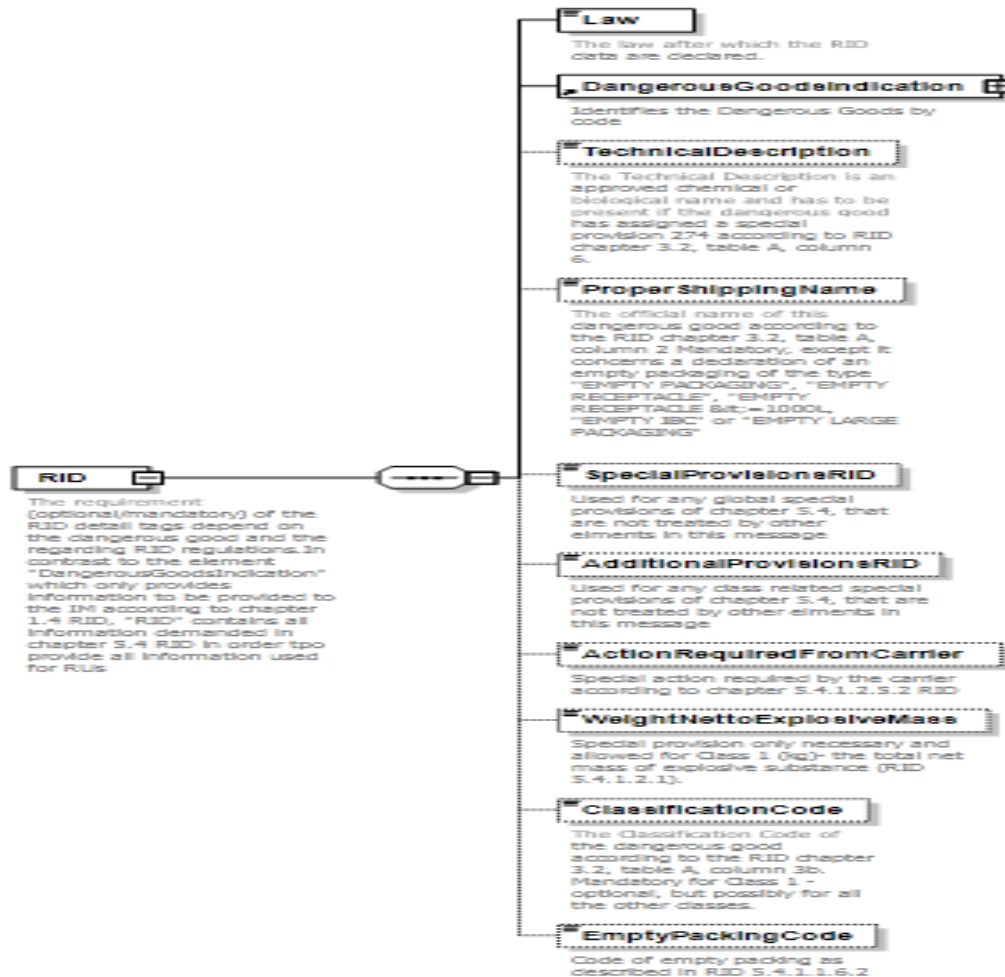 Law
The law after which the RID
data are declared.
DangerousGoodsIndication
Identifies the Dangerous Goods by
code
TechnicalDescription
The Technical Description is an
approved chemical or
biological name and has to be
present if the dangerous good
has assigned a special
provision 274 according to RID
chapter 3.2, table A, column
6.
ProperShippingName
The official name of this
dangerous good according to
the RID chapter 3.2, table A,
column 2 Mandatory, except it
concerns a declaration of an
empty packaging of the type
"EMPTY PACKAGING", "EMPTY
RECEPTACLE", "EMPTY
RECEPTACLE &lt;=1000L,
"EMPTY IBC" or "EMPTY LARGE
PACKAGING"
RID
The requirement
(optional/mandatory) of the
RID detail tags depend on
the dangerous good and the
regarding RID regulations.In
contrast to the element
"DangerousGoodsIndication"
which only provides
information to be provided to
the IM according to chapter
1.4 RID, "RID" contains all
information demanded in
chapter 5.4 RID in order tpo
provide all information used
for RUs
SpecialProvisionsRID
Used for any global special
provisions of chapter 5.4, that
are not treated by other
elments in this message
AdditionalProvisionsRID
Used for any class related special
provisions of chapter 5.4, that are
not treated by other elments in
this message
ActionRequiredFromCarrier
Special action required by the carrier
according to chapter 5.4.1.2.5.2 RID
WeightNettoExplosiveMass
Special provision only necessary and
allowed for Class 1 (kg)- the total net
mass of explosive substance (RID
5.4.1.2.1).
ClassificationCode
The Classification Code of
the dangerous good
according to the RID chapter
3.2, table A, column 3b.
Mandatory for Class 1 -
optional, but possibly for all
the other classes.
EmptyPackingCode
Code of empty packing as
described in RID 5.4.1.1.6.2